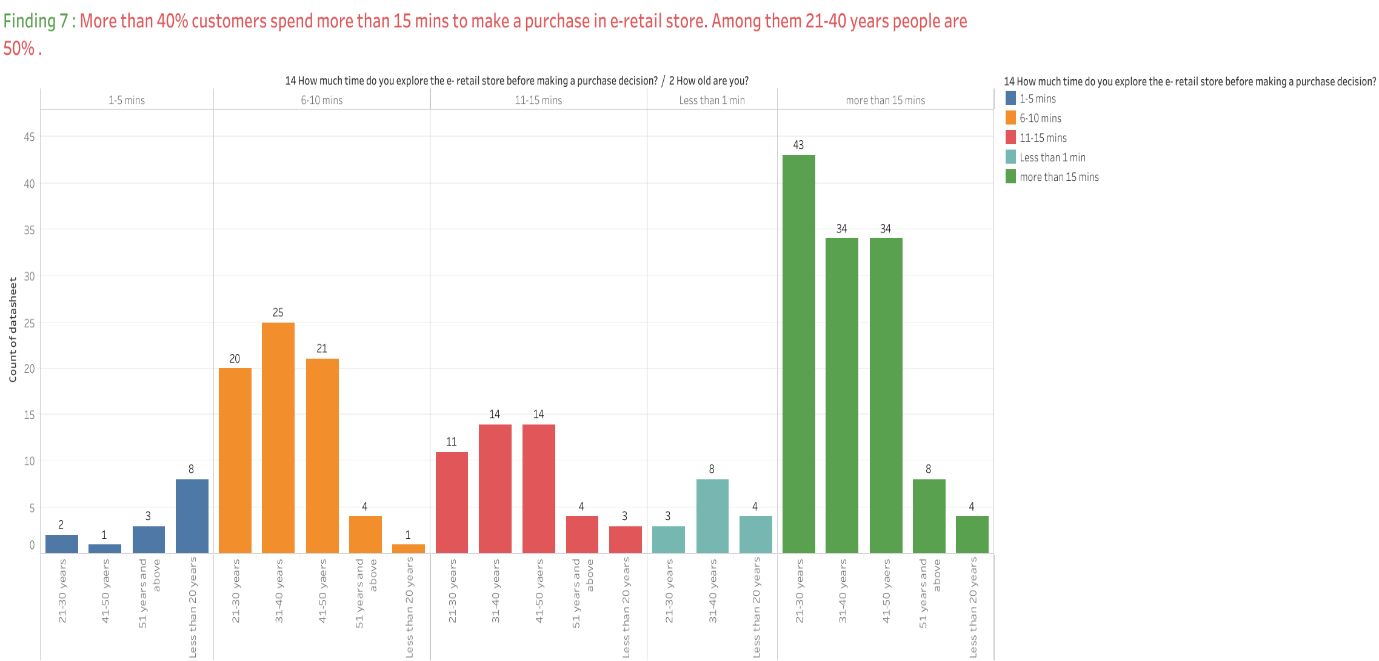 Finding 7 : More than 40% customers spend more than 15 mins to make a purchase in e-retail store. Among them 21-40 years people are
50% .
14 How much time do you explore the e- retail store before making a purchase decision? / 2 How old are you?
1-5 mins
6-10 mins
11-15 mins
Less than 1 min
more than 15 mins
14 How much time do you explore the e- retail store before making a purchase decision?
1-5 mins
6-10 mins
11-15 mins
Less than 1 min
more than 15 mins
Count of datasheet
45
40
35
30
25
20
15
10
5
0
2
1
3
8
20
25
21
4
1
11
14
14
4
3
3
8
4
43
34
34
8
4
21-30 years
41-50 yaers
51 years and
above
Less than 20 years
21-30 years
31-40 years
41-50 yaers
51 years and
above
Less than 20 years
21-30 years
31-40 years
41-50 yaers
51 years and
above
Less than 20 years
21-30 years
31-40 years
Less than 20 years
21-30 years
31-40 years
41-50 yaers
51 years and
above
Less than 20 years